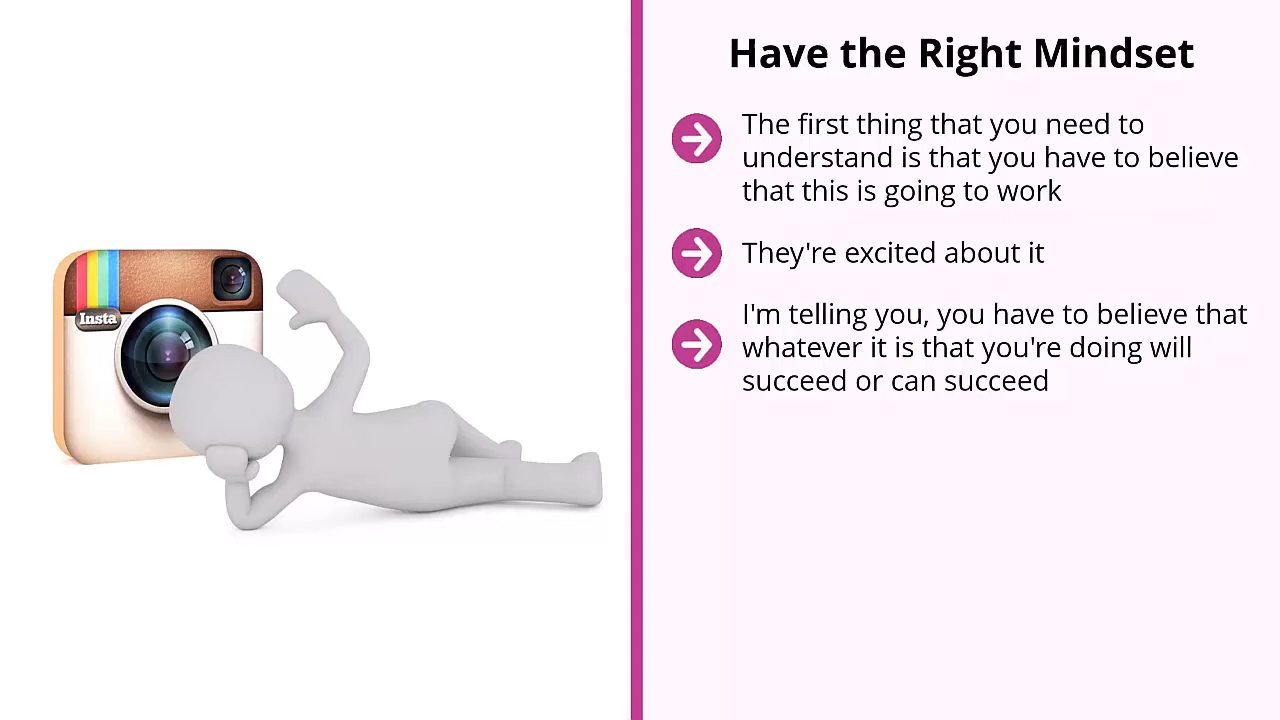 Have the Right Mindset
The first thing that you need to
understand is that you have to believe
that this is going to work
They're excited about it
I'm telling you, you have to believe that
whatever it is that you're doing will
succeed or can succeed
Insta